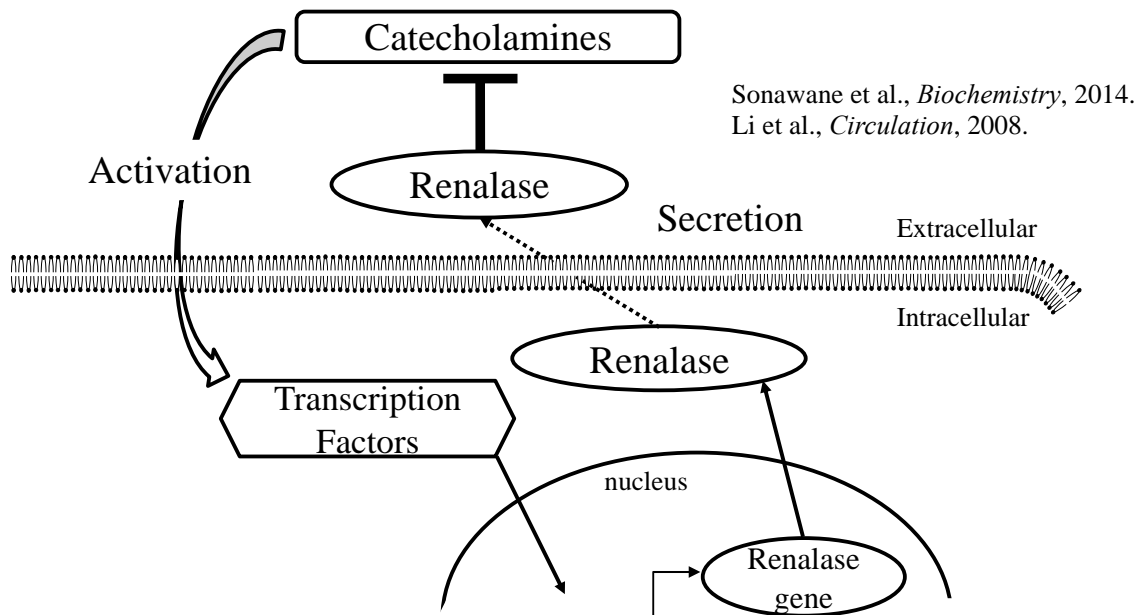 Catecholamines
Sonawane et al., Biochemistry, 2014.
Li et al., Circulation, 2008.
Activation
Renalase
Secretion
Extracellular
Intracellular
Renalase
Transcription
Factors
nucleus
Renalase
gene